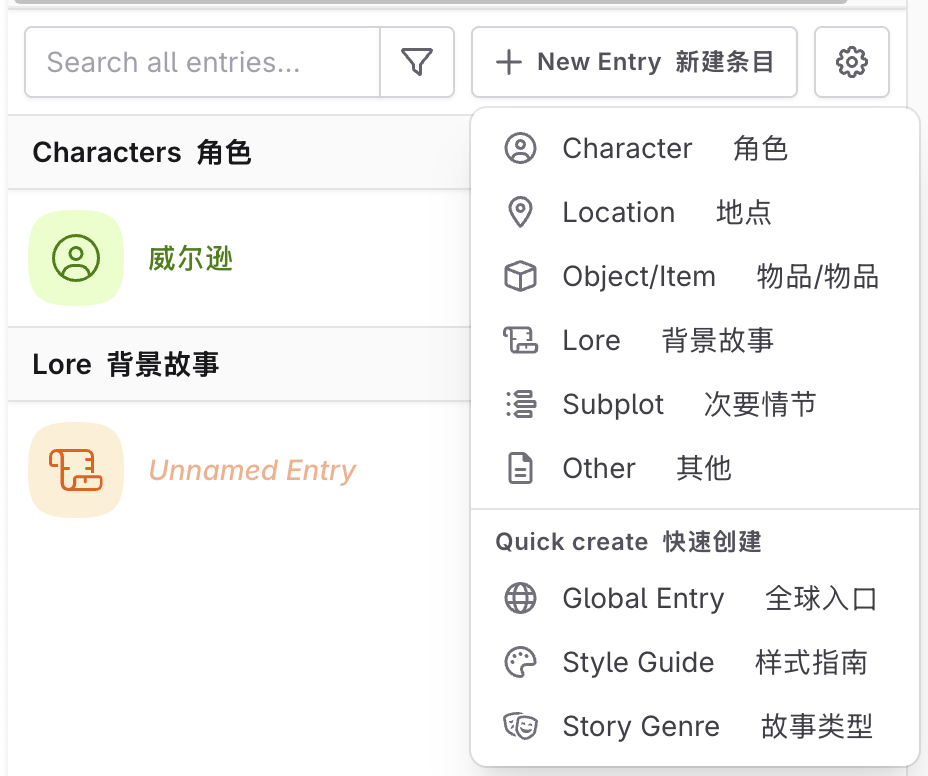 Search all entries...
New Entry 新建条目
Characters 角色
Character 角色
Location 地点
威尔逊
Object/Item 物品/物品
Lore 背景故事
Lore 背景故事
Subplot 次要情节
Unnamed Entry
Other 其他
Quick create 快速创建
Global Entry 全球入口
Style Guide 样式指南
Story Genre 故事类型